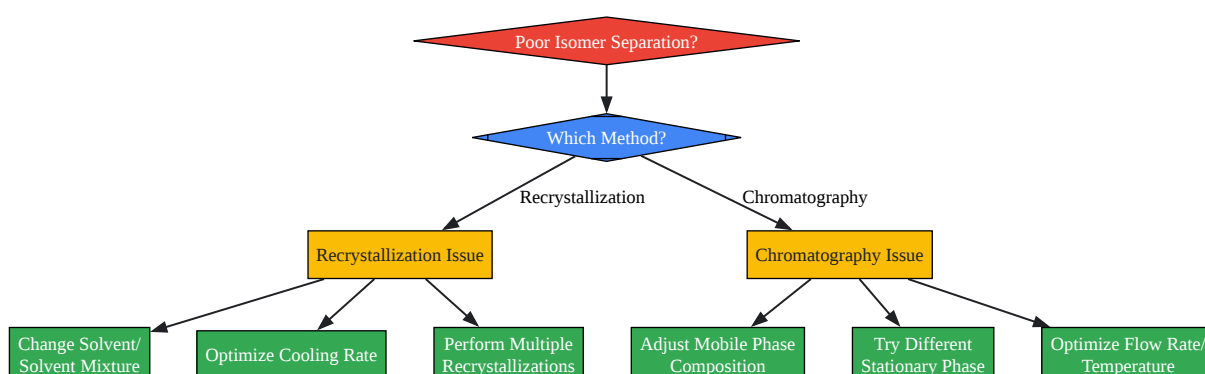 Poor Isomer Separation?
Which Method?
Recrystallization
Chromatography
Recrystallization Issue
Chromatography Issue
Change Solvent/
Solvent Mixture
Optimize Cooling Rate
Perform Multiple
Recrystallizations
Adjust Mobile Phase
Composition
Try Different
Stationary Phase
Optimize Flow Rate/
Temperature